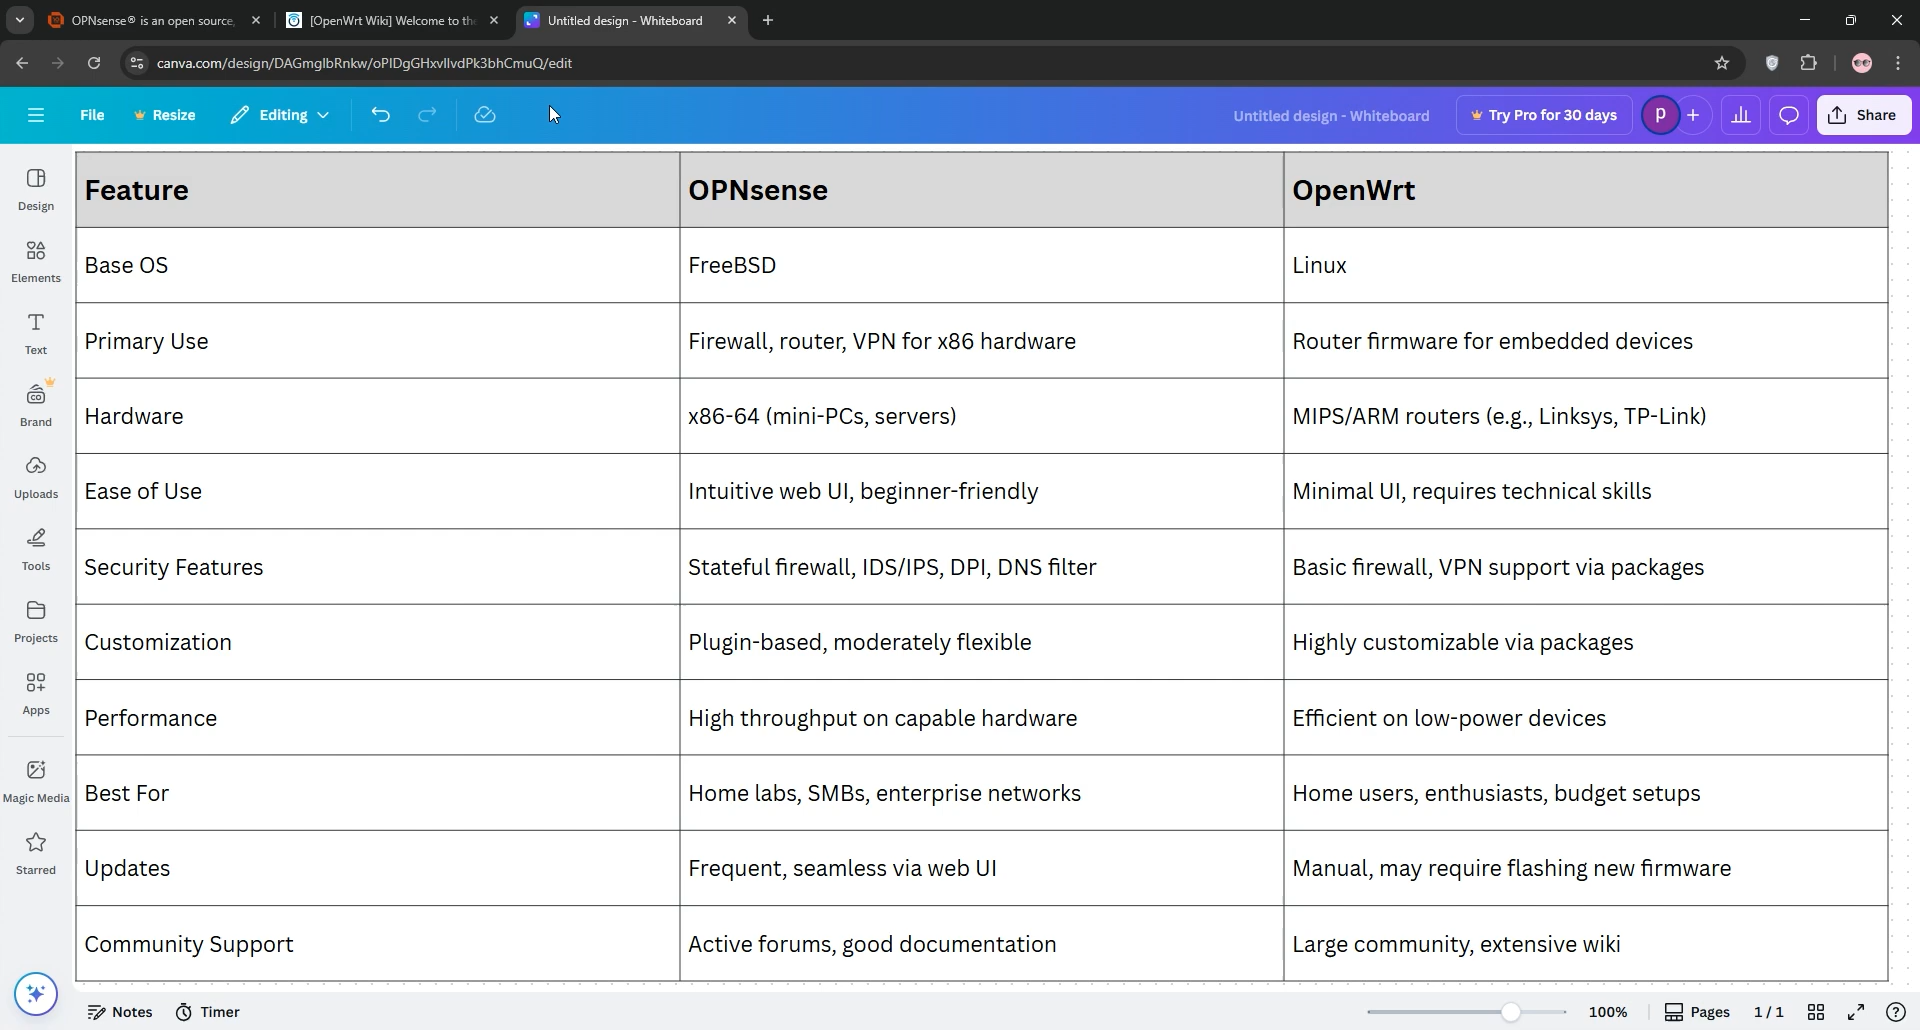 OPNsense® is an open source,
[OpenWrt Wiki] Welcome to the
Untitled design - Whiteboard
canva.com/design/DAGmglbRnkw/oPIDgGHxvllvdPk3bhCmuQ/edit
File
Resize
Editing
Untitled design - Whiteboard
Try Pro for 30 days
p
Share
Design
Elements
Text
Brand
Uploads
Tools
Projects
Apps
Magic Media
Starred
Feature OPNsense OpenWrt
Base OS FreeBSD Linux
Primary Use Firewall, router, VPN for x86 hardware Router firmware for embedded devices
Hardware x86-64 (mini-PCs, servers) MIPS/ARM routers (e.g., Linksys, TP-Link)
Ease of Use Intuitive web UI, beginner-friendly Minimal UI, requires technical skills
Security Features Stateful firewall, IDS/IPS, DPI, DNS filter Basic firewall, VPN support via packages
Customization Plugin-based, moderately flexible Highly customizable via packages
Performance High throughput on capable hardware Efficient on low-power devices
Best For Home labs, SMBs, enterprise networks Home users, enthusiasts, budget setups
Updates Frequent, seamless via web UI Manual, may require flashing new firmware
Community Support Active forums, good documentation Large community, extensive wiki
Notes
Timer
100%
Pages
1 / 1